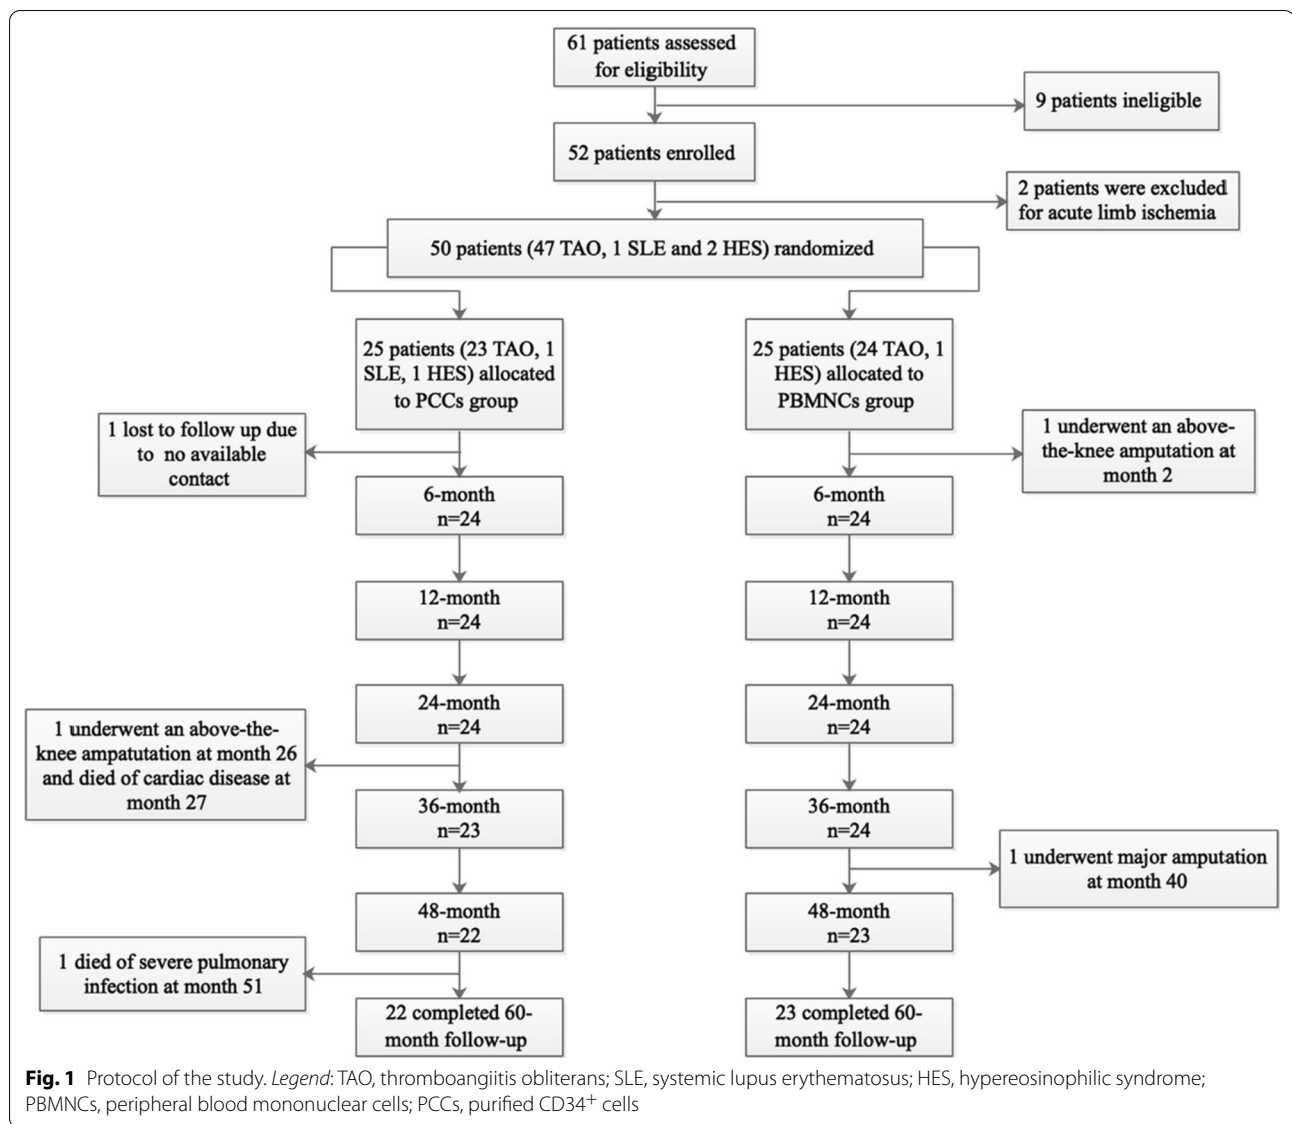 61 patients assessed
for eligibility
9 patients ineligible
52 patients enrolled
2 patients were excluded
for acute limb ischemia
50 patients (47 TAO, 1 SLE and 2 HES) randomized
25 patients (23 TAO, 1
SLE, 1 HES) allocated
to PCCs group
25 patients (24 TAO, 1
HES) allocated to
PBMNCs group
1 lost to follow up due
to no available
contact
1 underwent an above-
the-knee amputation at
month 2
6-month
n=24
6-month
n=24
12-month
n=24
12-month
n=24
24-month
n=24
24-month
n=24
1 underwent an above-the-
knee ampatutation at month 26
and died of cardiac disease at
month 27
36-month
n=23
36-month
n=24
1 underwent major amputation
at month 40
48-month
n=22
48-month
n=23
1 died of severe pulmonary
infection at month 51
22 completed 60-
month follow-up
23 completed 60-
month follow-up
Fig. 1 Protocol of the study. Legend: TAO, thromboangiitis obliterans; SLE, systemic lupus erythematosus; HES, hypereosinophilic syndrome;
PBMNCs, peripheral blood mononuclear cells; PCCs, purified CD34⁺ cells